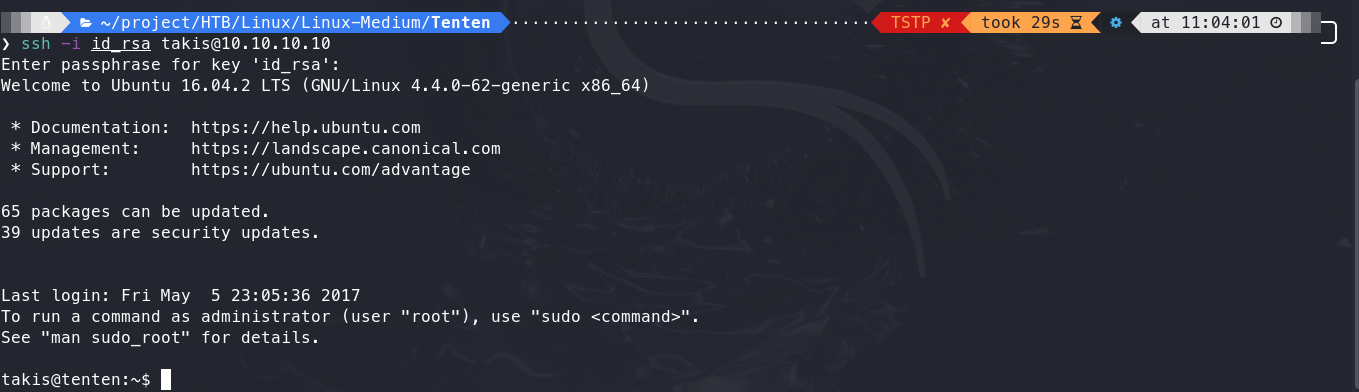 ~/project/HTB/Linux/Linux-Medium/Tenten ···································· TSTP ✘ took 29s at 11:04:01
❯ ssh -i id_rsa takis@10.10.10.10
Enter passphrase for key 'id_rsa':
Welcome to Ubuntu 16.04.2 LTS (GNU/Linux 4.4.0-62-generic x86_64)
* Documentation:  https://help.ubuntu.com
* Management:     https://landscape.canonical.com
* Support:        https://ubuntu.com/advantage
65 packages can be updated.
39 updates are security updates.
Last login: Fri May  5 23:05:36 2017
To run a command as administrator (user "root"), use "sudo <command>".
See "man sudo_root" for details.
takis@tenten:~$